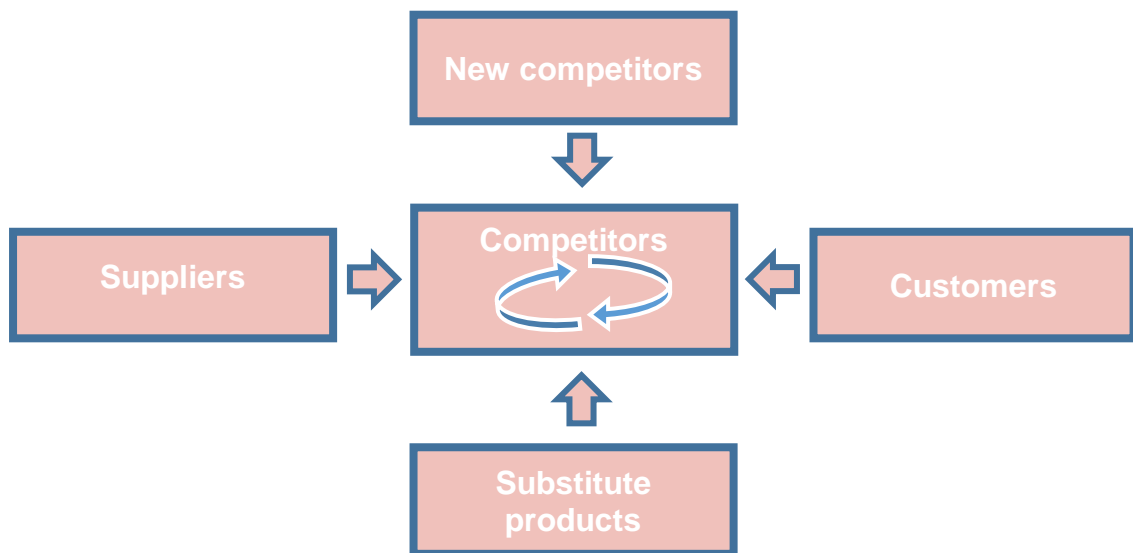 New competitors
Competitors
Suppliers
Customers
Substitute
products